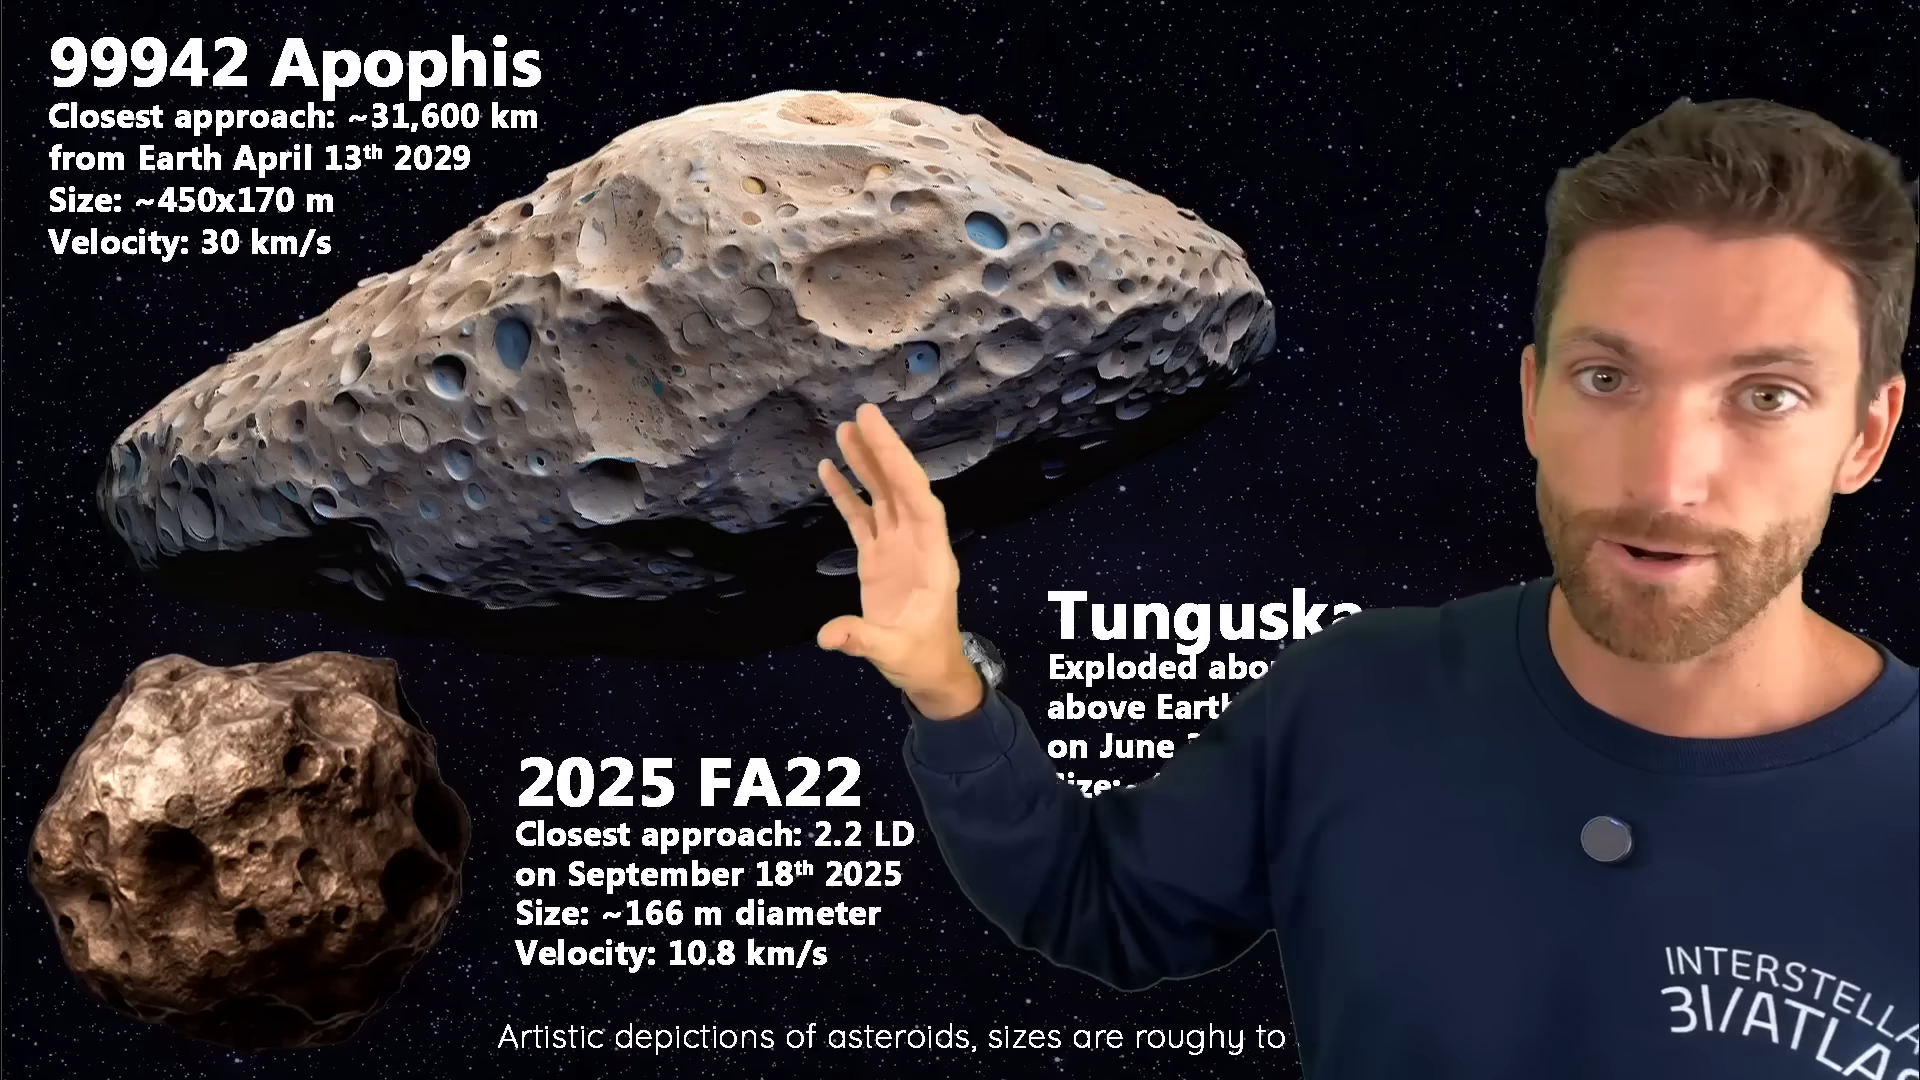 99942 Apophis
Closest approach: ~31,600 km
from Earth April 13th 2029
Size: ~450x170 m
Velocity: 30 km/s
Tunguska
Exploded
above Earth
on June
Size:
2025 FA22
Closest approach: 2.2 LD
on September 18th 2025
Size: ~166 m diameter
Velocity: 10.8 km/s
Artistic depictions of asteroids, sizes are roughy to
3I/ATLAS